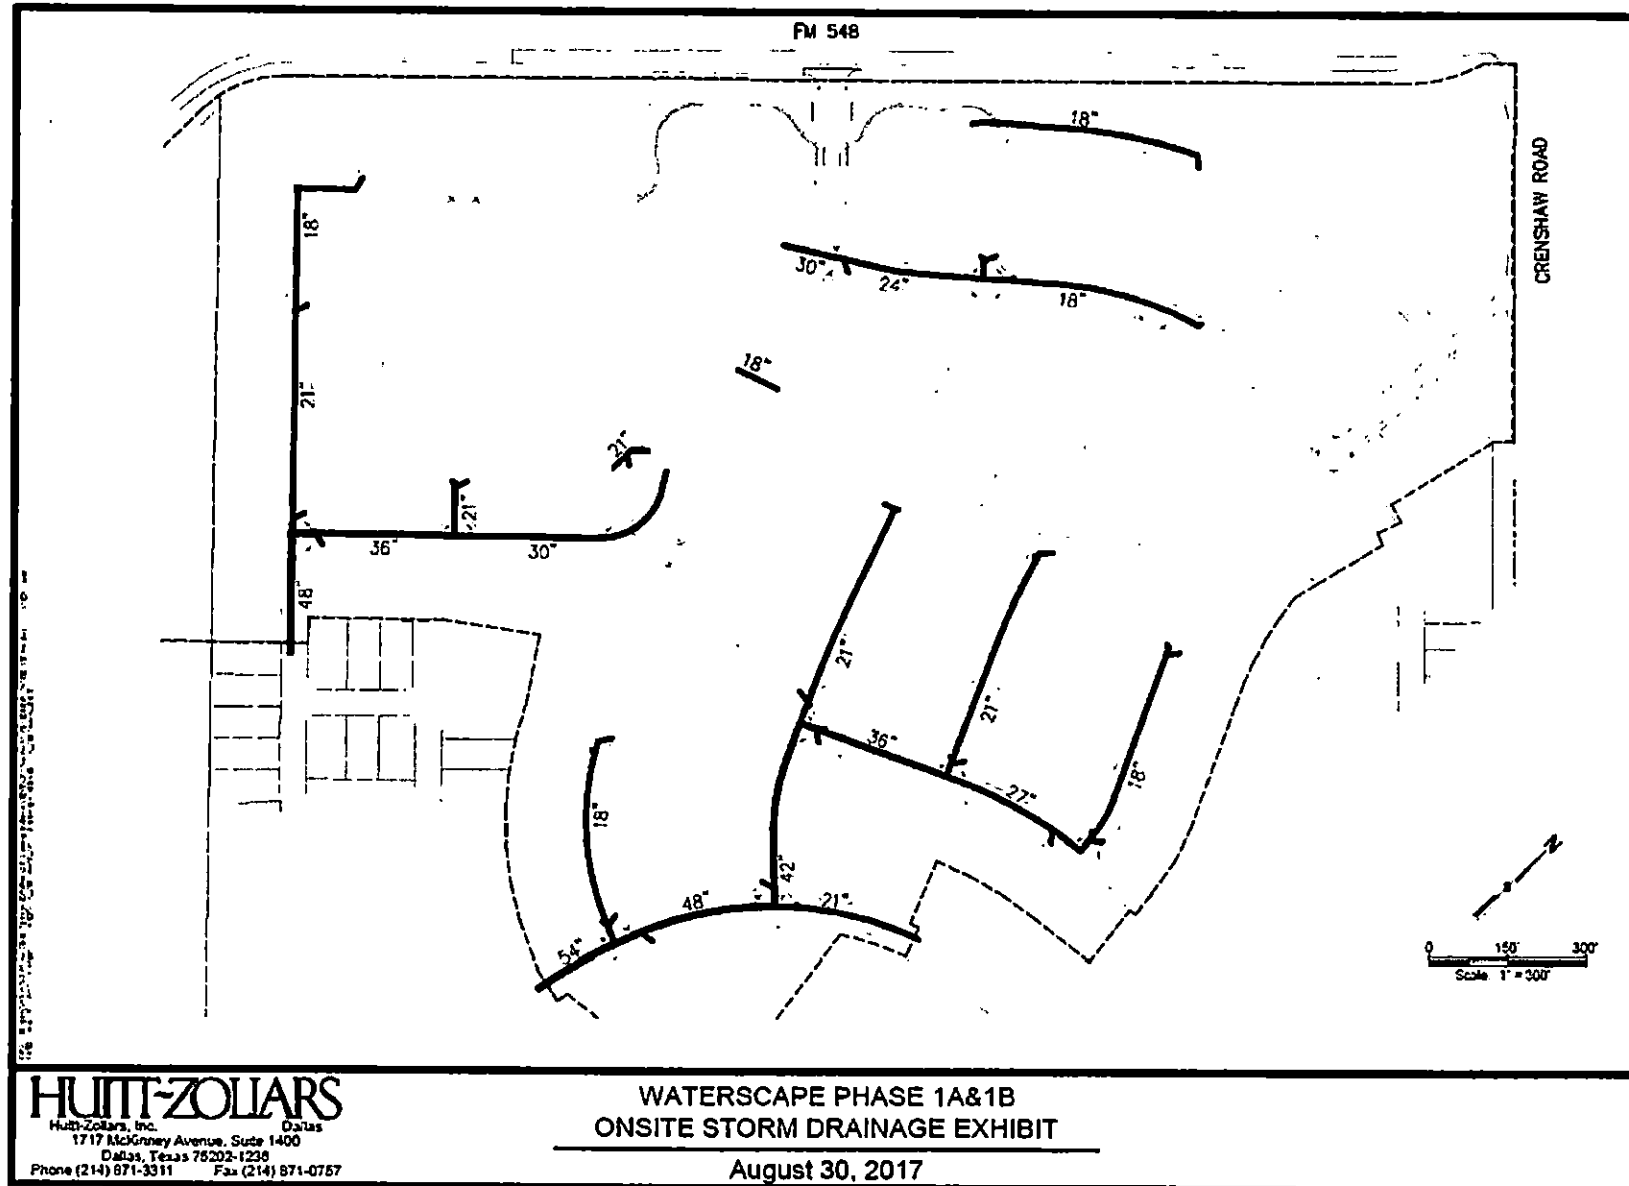 FM 548
CRENSHAW ROAD
18"
18"
30"
24"
18"
18"
21"
18"
21"
21"
36"
30"
48"
21"
21"
36"
27"
18"
18"
42"
48"
21"
54"
N
0 150' 300'
Scale: 1" = 300'
HUITT-ZOLLARS
Huitt-Zollars, Inc. Dallas
1717 McKinney Avenue, Suite 1400
Dallas, Texas 75202-1236
Phone (214) 871-3311 Fax (214) 871-0757
WATERSCAPE PHASE 1A&1B
ONSITE STORM DRAINAGE EXHIBIT
August 30, 2017